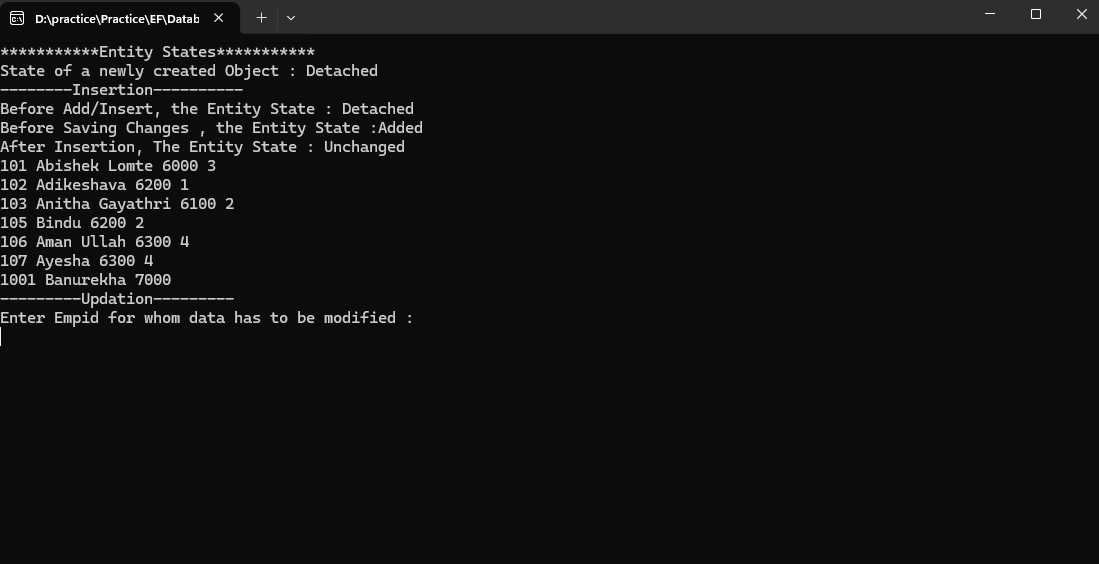 D:\practice\Practice\EF\Datab
***********Entity States***********
State of a newly created Object : Detached
--------Insertion----------
Before Add/Insert, the Entity State : Detached
Before Saving Changes , the Entity State :Added
After Insertion, The Entity State : Unchanged
101 Abishek Lomte 6000 3
102 Adikeshava 6200 1
103 Anitha Gayathri 6100 2
105 Bindu 6200 2
106 Aman Ullah 6300 4
107 Ayesha 6300 4
1001 Banurekha 7000
---------Updation---------
Enter Empid for whom data has to be modified :